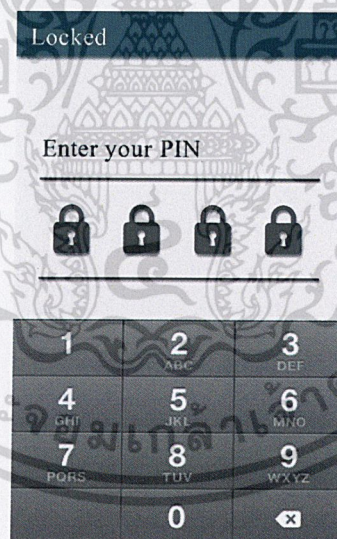 Locked
Enter your PIN
1 2 ABC 3 DEF
4 GHI 5 JKL 6 MNO
7 PQRS 8 TUV 9 WXYZ
0